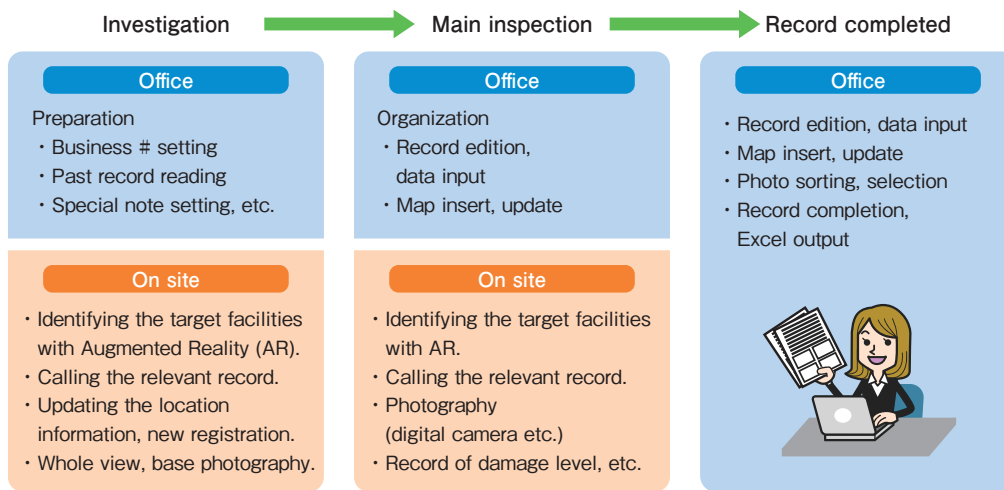 Investigation
Main inspection
Record completed
Office
Preparation
・Business # setting
・Past record reading
・Special note setting, etc.
On site
・Identifying the target facilities
with Augmented Reality (AR).
・Calling the relevant record.
・Updating the location
information, new registration.
・Whole view, base photography.
Office
Organization
・Record edition,
data input
・Map insert, update
On site
・Identifying the target facilities
with AR.
・Calling the relevant record.
・Photography
(digital camera etc.)
・Record of damage level, etc.
Office
・Record edition, data input
・Map insert, update
・Photo sorting, selection
・Record completion,
Excel output